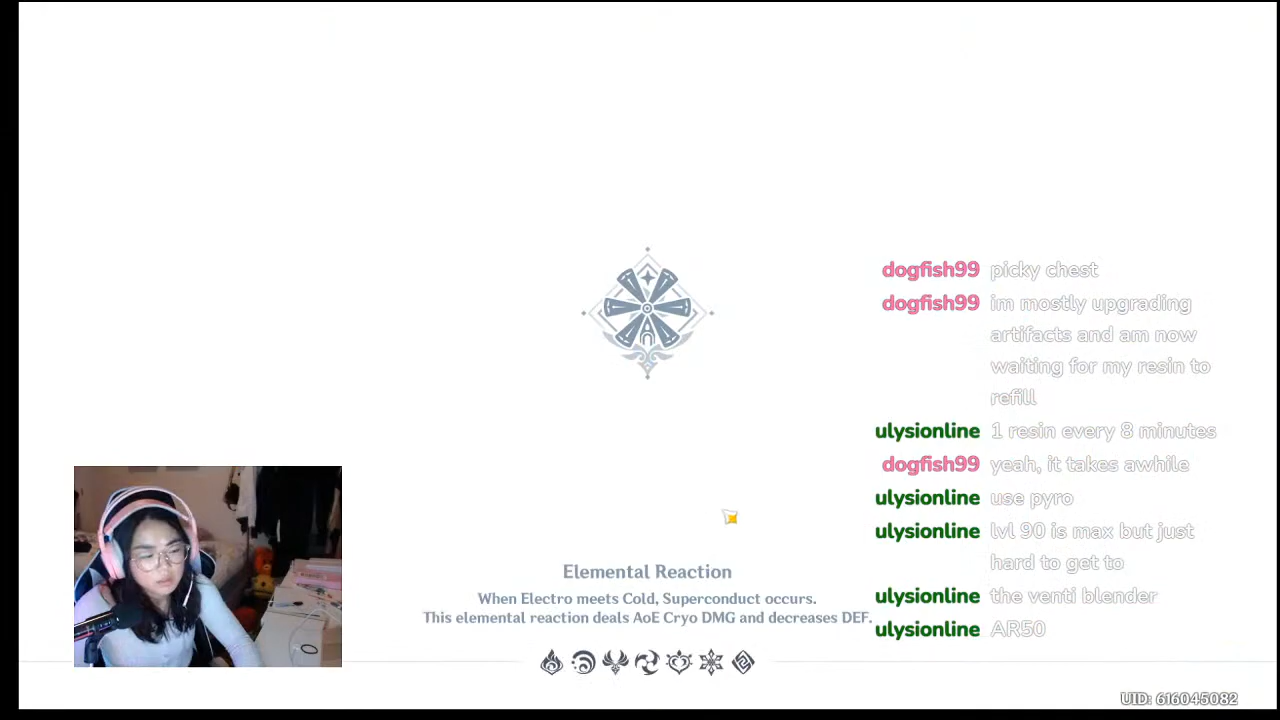 dogfish99 picky chest
dogfish99 im mostly upgrading
artifacts and am now
waiting for my resin to
refill
ulysionline 1 resin every 8 minutes
dogfish99 yeah, it takes awhile
ulysionline use pyro
ulysionline lvl 90 is max but just
hard to get to
ulysionline the venti blender
ulysionline AR50
Elemental Reaction
When Electro meets Cold, Superconduct occurs.
This elemental reaction deals AoE Cryo DMG and decreases DEF.
UID: 616045082